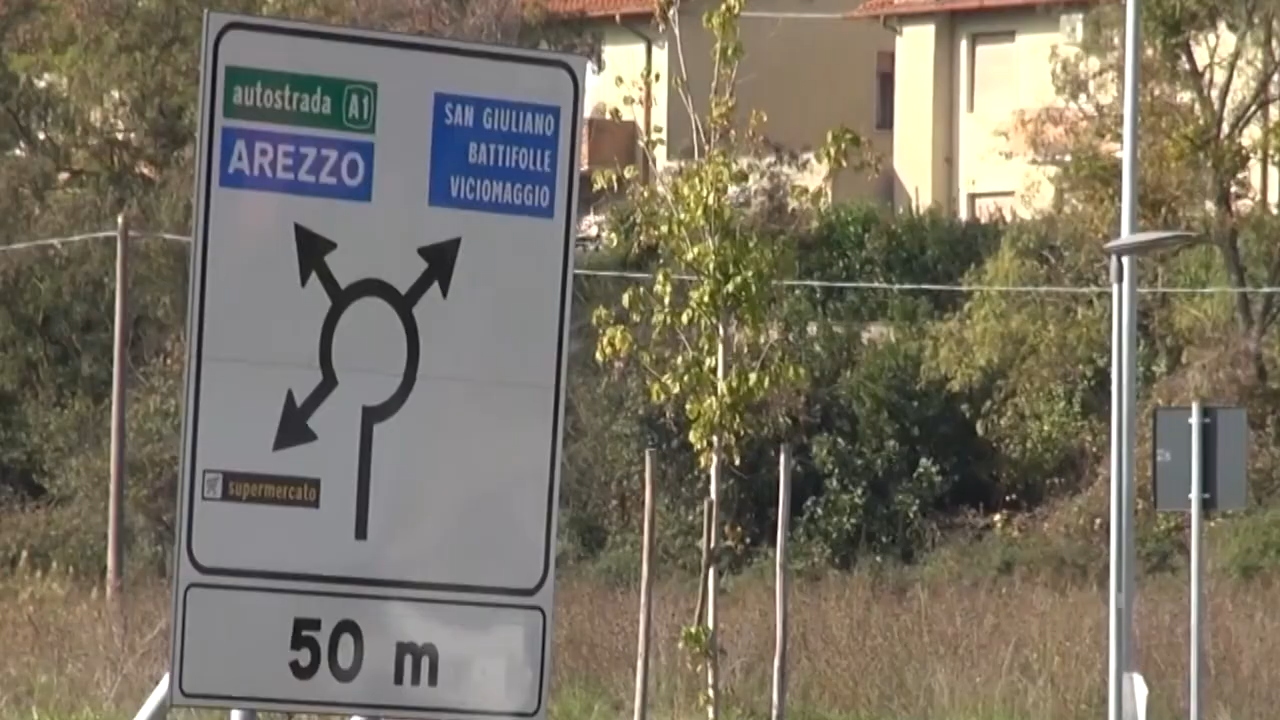 autostrada A1
AREZZO
SAN GIULIANO
BATTIFOLLE
VICIOMAGGIO
supermercato
50 m